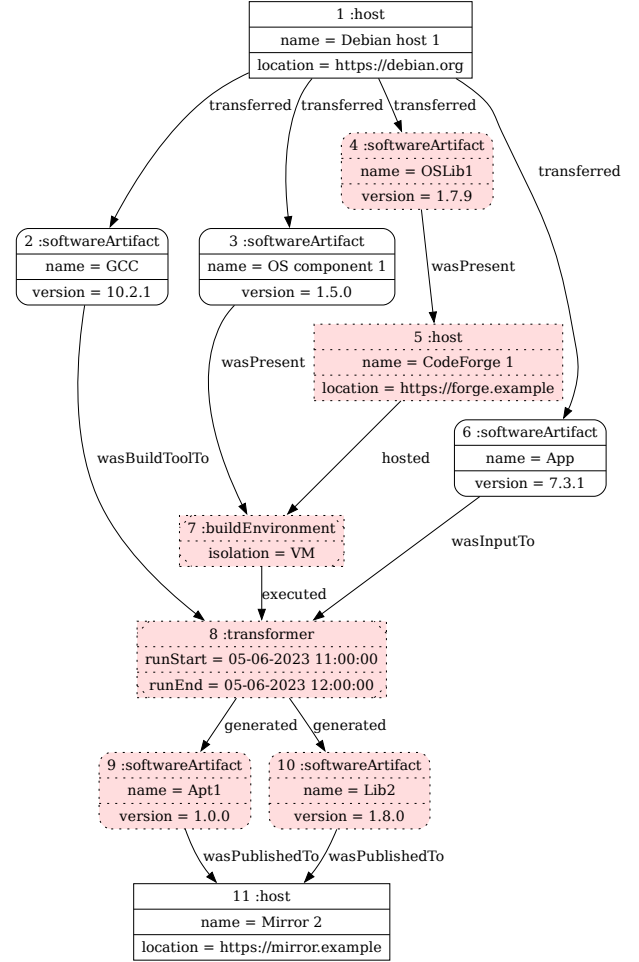 1 :host
name = Debian host 1
location = https://debian.org
transferred
transferred
transferred
4 :softwareArtifact
name = OSLib1
version = 1.7.9
transferred
2 :softwareArtifact
name = GCC
version = 10.2.1
3 :softwareArtifact
name = OS component 1
version = 1.5.0
wasPresent
5 :host
name = CodeForge 1
location = https://forge.example
wasPresent
6 :softwareArtifact
name = App
version = 7.3.1
wasBuildToolTo
hosted
7 :buildEnvironment
isolation = VM
wasInputTo
executed
8 :transformer
runStart = 05-06-2023 11:00:00
runEnd = 05-06-2023 12:00:00
generated
generated
9 :softwareArtifact
name = Apt1
version = 1.0.0
10 :softwareArtifact
name = Lib2
version = 1.8.0
wasPublishedTo
wasPublishedTo
11 :host
name = Mirror 2
location = https://mirror.example